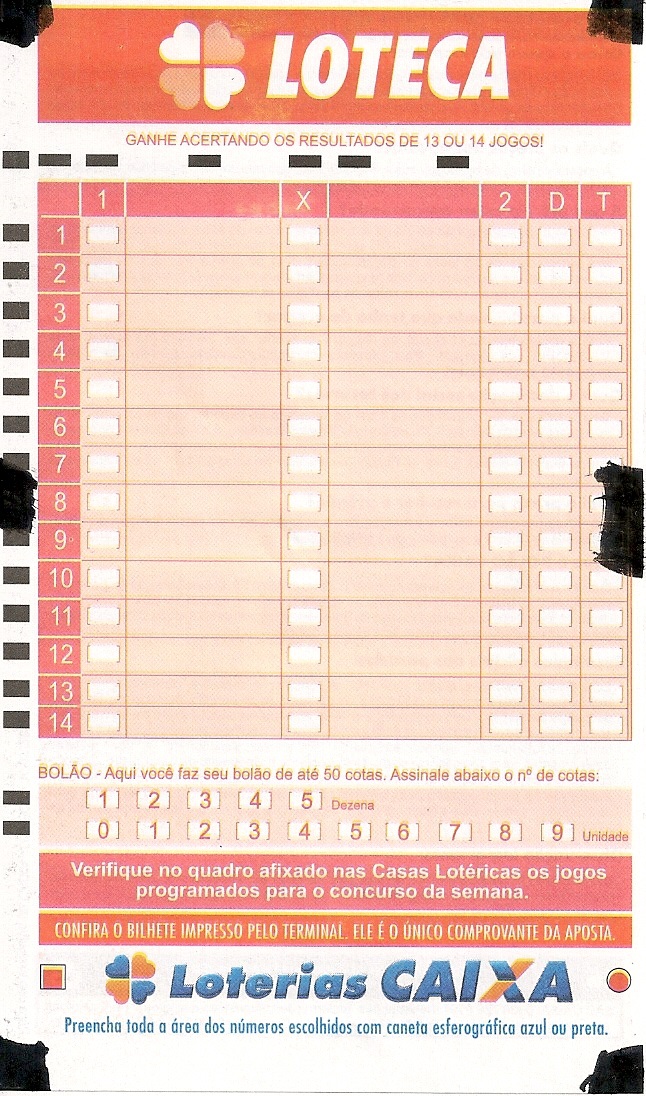 LOTECA
GANHE ACERTANDO OS RESULTADOS DE 13 OU 14 JOGOS!
1 X 2 D T
1
2
3
4
5
6
7
8
9
10
11
12
13
14
BOLÃO - Aqui você faz seu bolão de até 50 cotas. Assinale abaixo o nº de cotas:
[1] [2] [3] [4] [5] Dezena
[0] [1] [2] [3] [4] [5] [6] [7] [8] [9] Unidade
Verifique no quadro afixado nas Casas Lotéricas os jogos
programados para o concurso da semana.
CONFIRA O BILHETE IMPRESSO PELO TERMINAL. ELE É O ÚNICO COMPROVANTE DA APOSTA.
Loterias CAIXA
Preencha toda a área dos números escolhidos com caneta esferográfica azul ou preta.